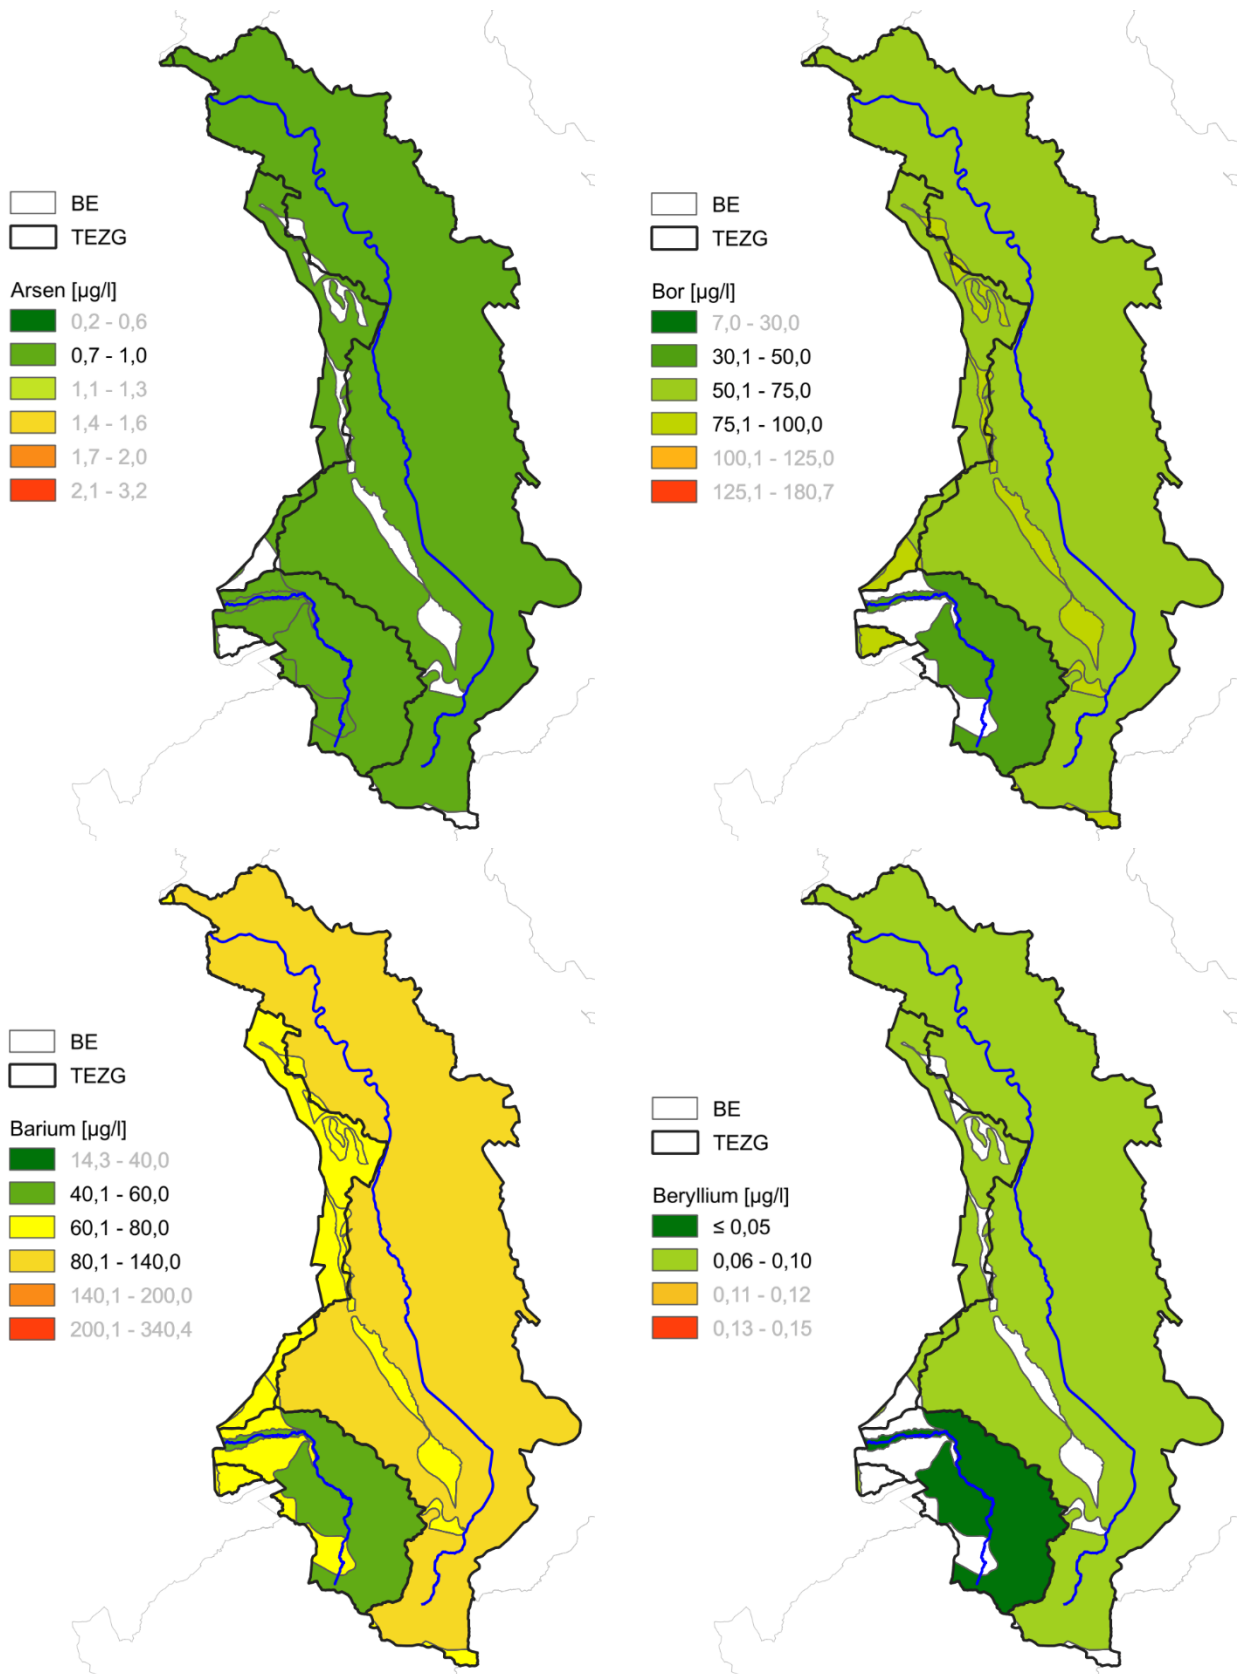 BE
TEZG
Arsen [µg/l]
0,2 - 0,6
0,7 - 1,0
1,1 - 1,3
1,4 - 1,6
1,7 - 2,0
2,1 - 3,2
BE
TEZG
Bor [µg/l]
7,0 - 30,0
30,1 - 50,0
50,1 - 75,0
75,1 - 100,0
100,1 - 125,0
125,1 - 180,7
BE
TEZG
Barium [µg/l]
14,3 - 40,0
40,1 - 60,0
60,1 - 80,0
80,1 - 140,0
140,1 - 200,0
200,1 - 340,4
BE
TEZG
Beryllium [µg/l]
≤ 0,05
0,06 - 0,10
0,11 - 0,12
0,13 - 0,15